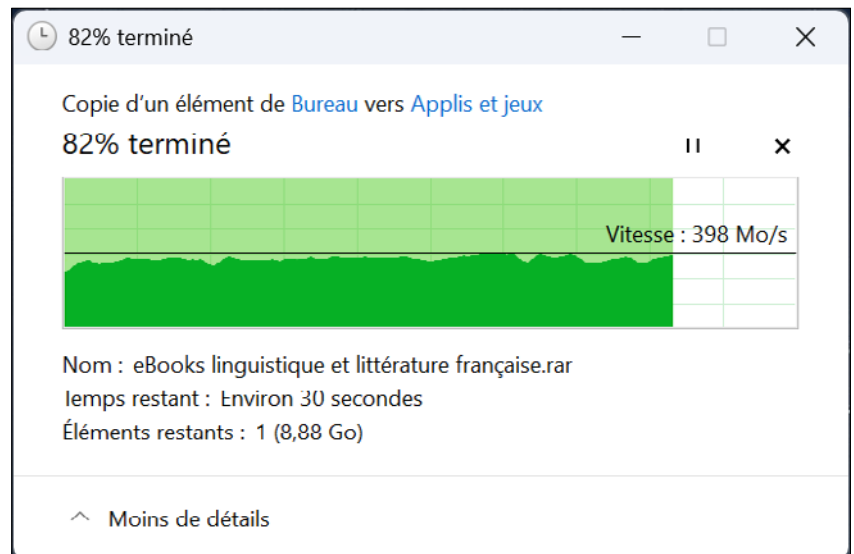 82% terminé
Copie d'un élément de Bureau vers Applis et jeux
82% terminé
Vitesse : 398 Mo/s
Nom : eBooks linguistique et littérature française.rar
Temps restant : Environ 30 secondes
Éléments restants : 1 (8,88 Go)
Moins de détails